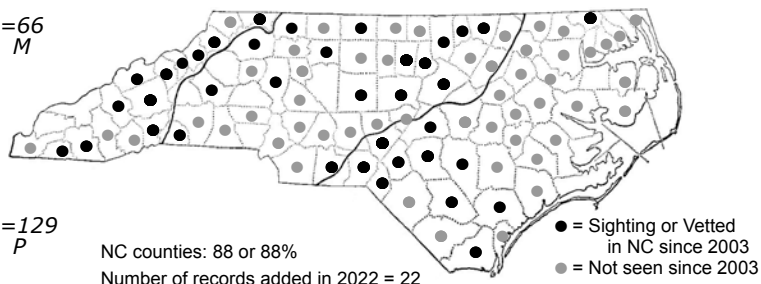 =66
M
=129
P
NC counties: 88 or 88%
Number of records added in 2022 = 22
= Sighting or Vetted
in NC since 2003
= Not seen since 2003